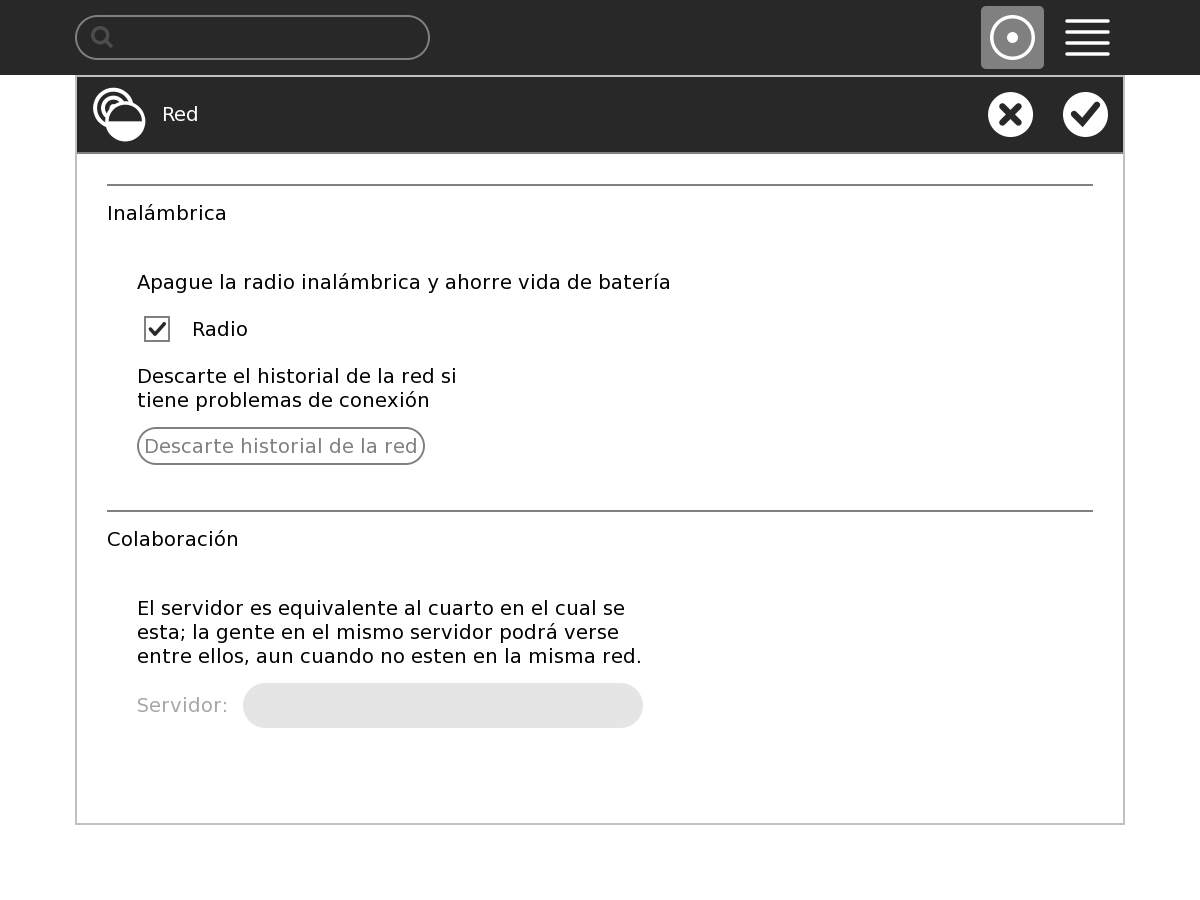 Red
Inalámbrica
Apague la radio inalámbrica y ahorre vida de batería
Radio
Descarte el historial de la red si
tiene problemas de conexión
Descarte historial de la red
Colaboración
El servidor es equivalente al cuarto en el cual se
esta; la gente en el mismo servidor podrá verse
entre ellos, aun cuando no esten en la misma red.
Servidor: